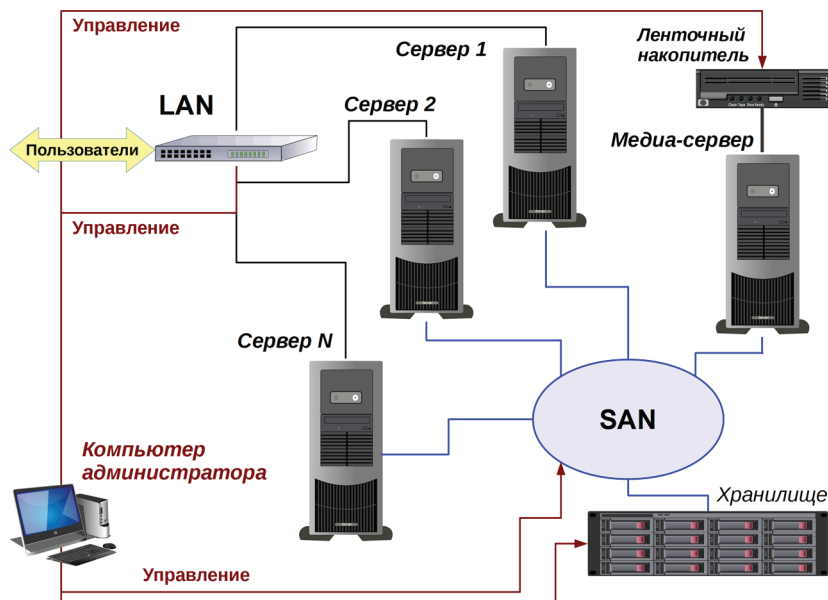 Управление
Ленточный
накопитель
Сервер 1
LAN
Сервер 2
Пользователи
Медиа-сервер
Управление
Сервер N
SAN
Компьютер
администратора
Хранилище
Управление